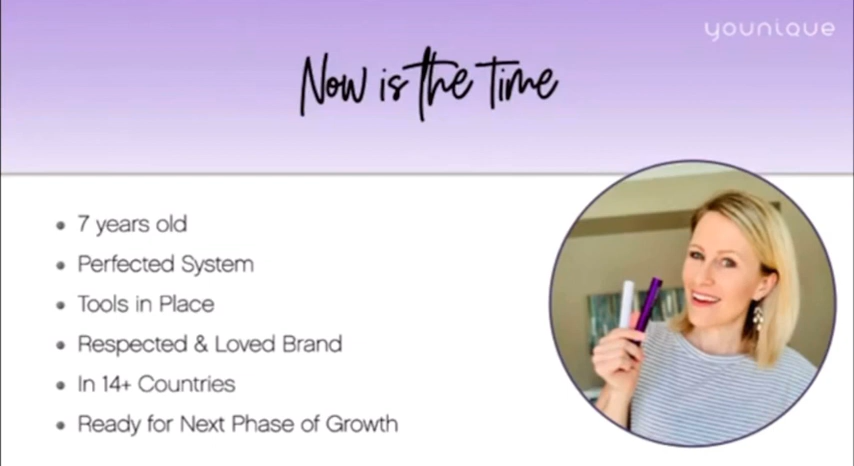 younique
Now is the time
7 years old
Perfected System
Tools in Place
Respected & Loved Brand
In 14+ Countries
Ready for Next Phase of Growth